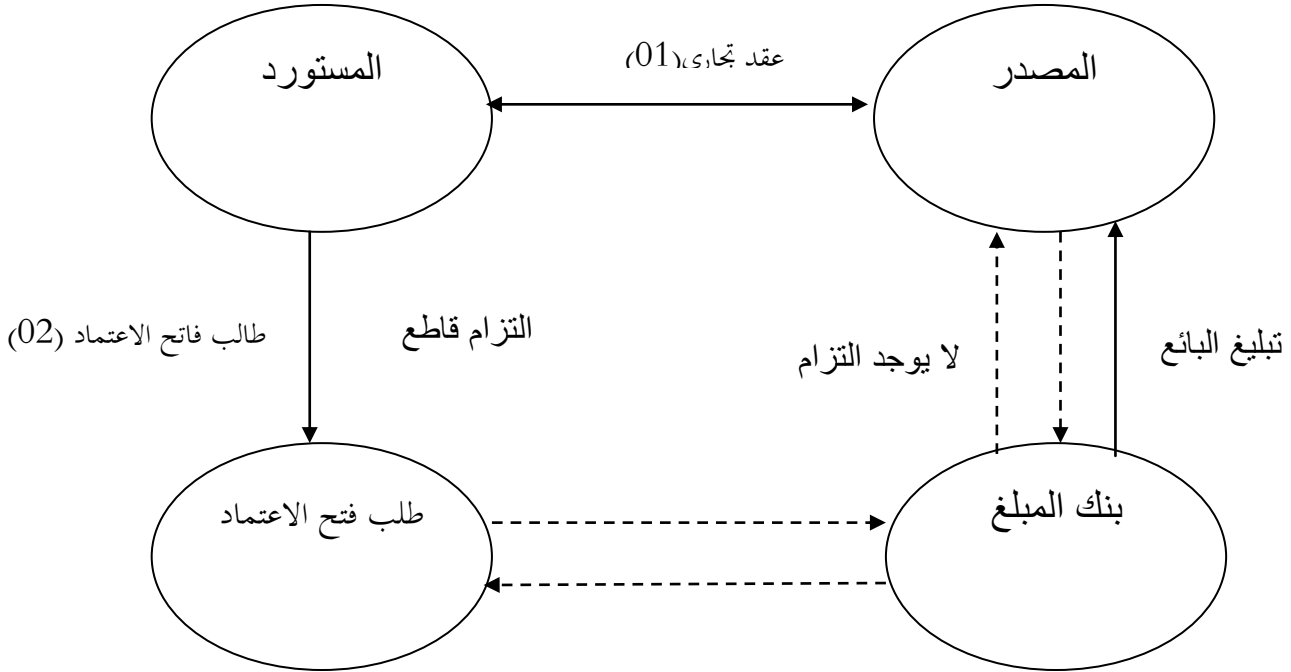 المصدر
عقد تجاري (01)
المستورد
تبليغ البائع
لا يوجد التزام
التزام قاطع
طالب فاتح الاعتماد (02)
بنك المبلغ
طلب فتح الاعتماد